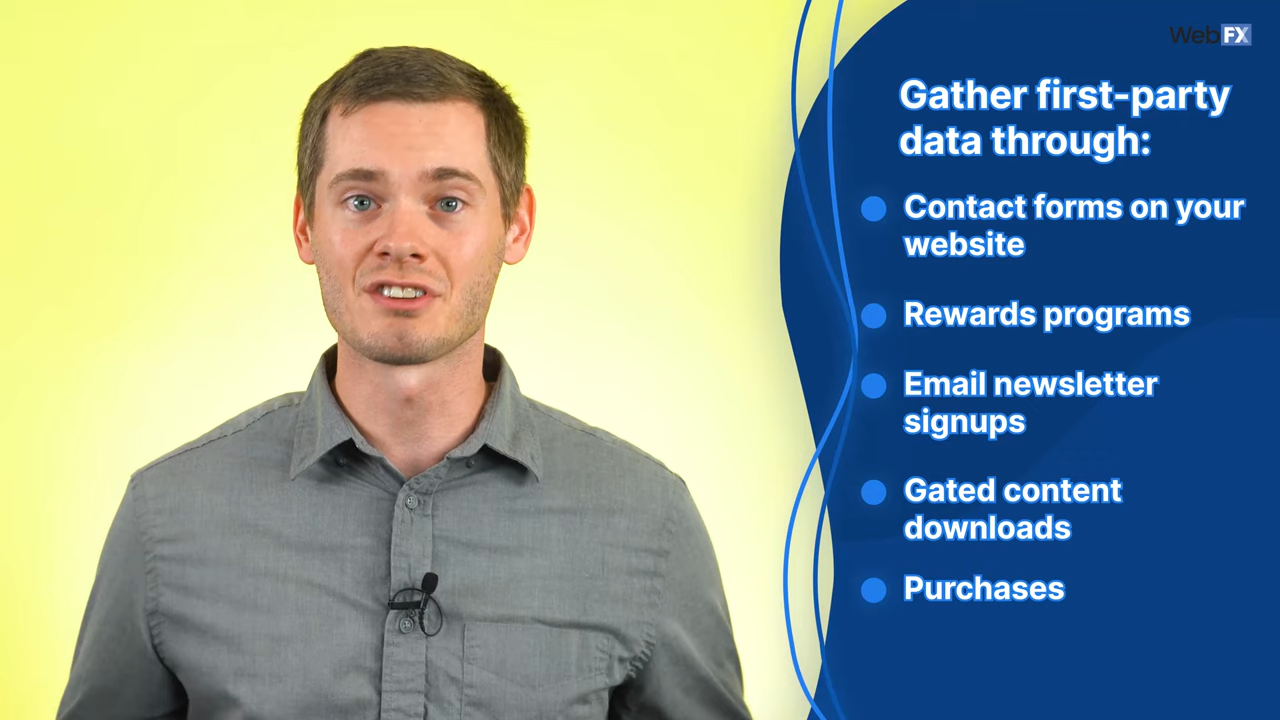 WebFX
Gather first-party
data through:
Contact forms on your
website
Rewards programs
Email newsletter
signups
Gated content
downloads
Purchases